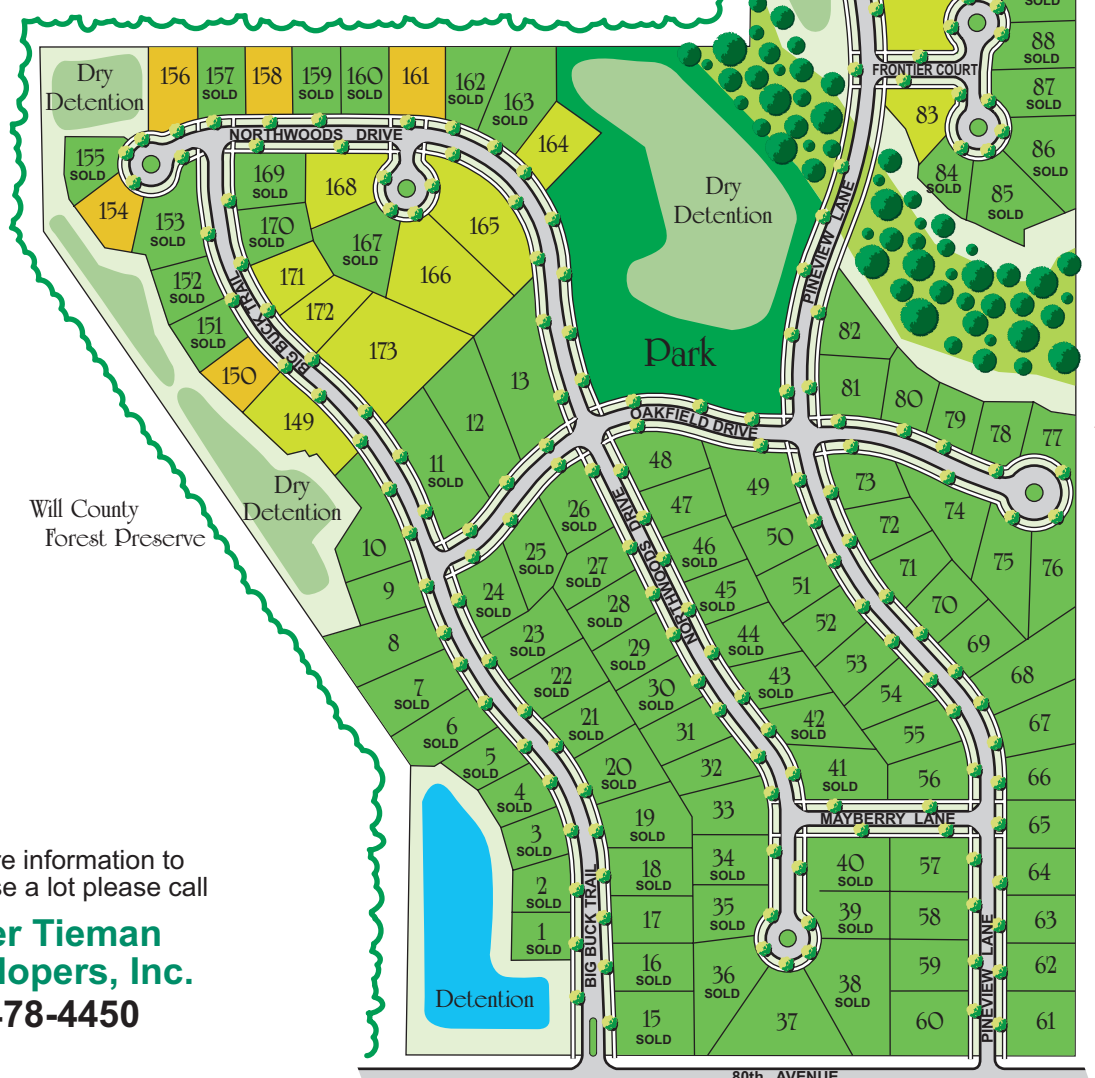 SOLD
88
SOLD
87
SOLD
86
SOLD
FRONTIER COURT
83
84
SOLD
85
SOLD
Dry
Detention
156
157
SOLD
158
159
SOLD
160
SOLD
161
162
SOLD
163
SOLD
164
NORTHWOODS DRIVE
155
SOLD
154
153
SOLD
169
SOLD
168
170
SOLD
167
SOLD
165
166
Dry
Detention
PINEVIEW LANE
152
SOLD
171
172
151
SOLD
BIG BUCK TRAIL
173
150
149
Park
82
81
80
79
78
77
13
12
11
SOLD
OAKFIELD DRIVE
Will County
Forest Preserve
Dry
Detention
10
9
8
7
SOLD
6
SOLD
5
SOLD
4
SOLD
3
SOLD
2
SOLD
1
SOLD
26
SOLD
25
SOLD
24
SOLD
27
SOLD
28
SOLD
23
SOLD
29
SOLD
22
SOLD
30
SOLD
21
SOLD
31
20
SOLD
32
19
SOLD
33
18
SOLD
34
SOLD
17
35
SOLD
16
SOLD
36
SOLD
15
SOLD
37
48
47
46
SOLD
45
SOLD
44
SOLD
43
SOLD
42
SOLD
41
SOLD
NORTHWOODS DRIVE
49
50
51
52
53
54
55
56
73
72
71
70
69
74
75
76
68
67
66
65
64
63
62
61
MAYBERRY LANE
40
SOLD
39
SOLD
38
SOLD
57
58
59
60
PINEVIEW LANE
BIG BUCK TRAIL
Detention
re information to
se a lot please call
er Tieman
lopers, Inc.
478-4450
80th AVENUE